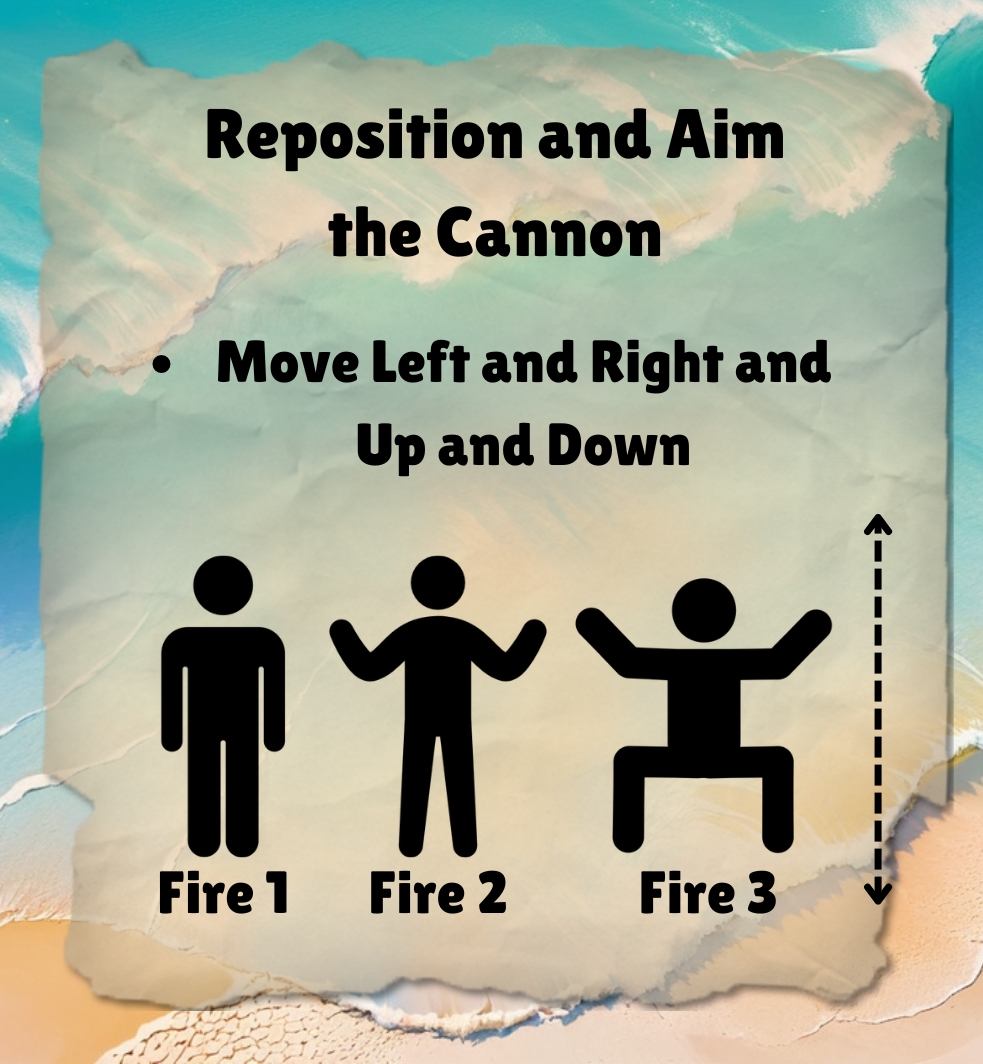 Reposition and Aim
the Cannon
• Move Left and Right and
Up and Down
Fire 1 Fire 2 Fire 3